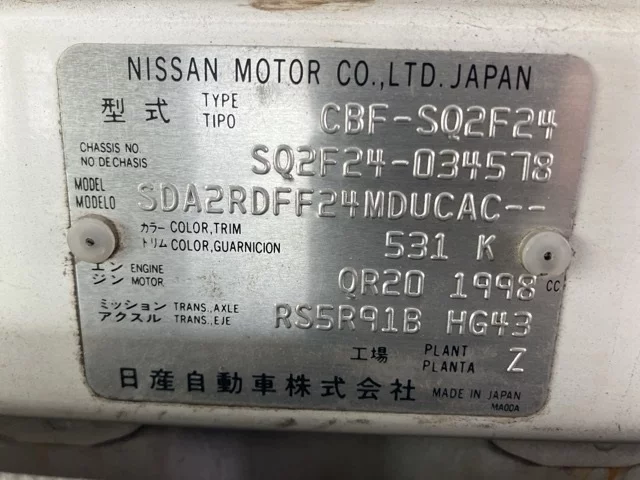 NISSAN MOTOR CO.,LTD. JAPAN
型式 TYPE TIPO CBF-SQ2F24
CHASSIS NO. NO DE CHASIS SQ2F24-034578
MODEL MODELO SDA2RDFF24MDUCAC--
カラー COLOR,TRIM
トリム COLOR,GUARNICION 531 K
エンジン ENGINE MOTOR QR20 1998 CC
ミッション TRANS.,AXLE
アクスル TRANS.,EJE RS5R91B HG43
工場 PLANT PLANTA Z
日産自動車株式会社 MADE IN JAPAN
MA00A